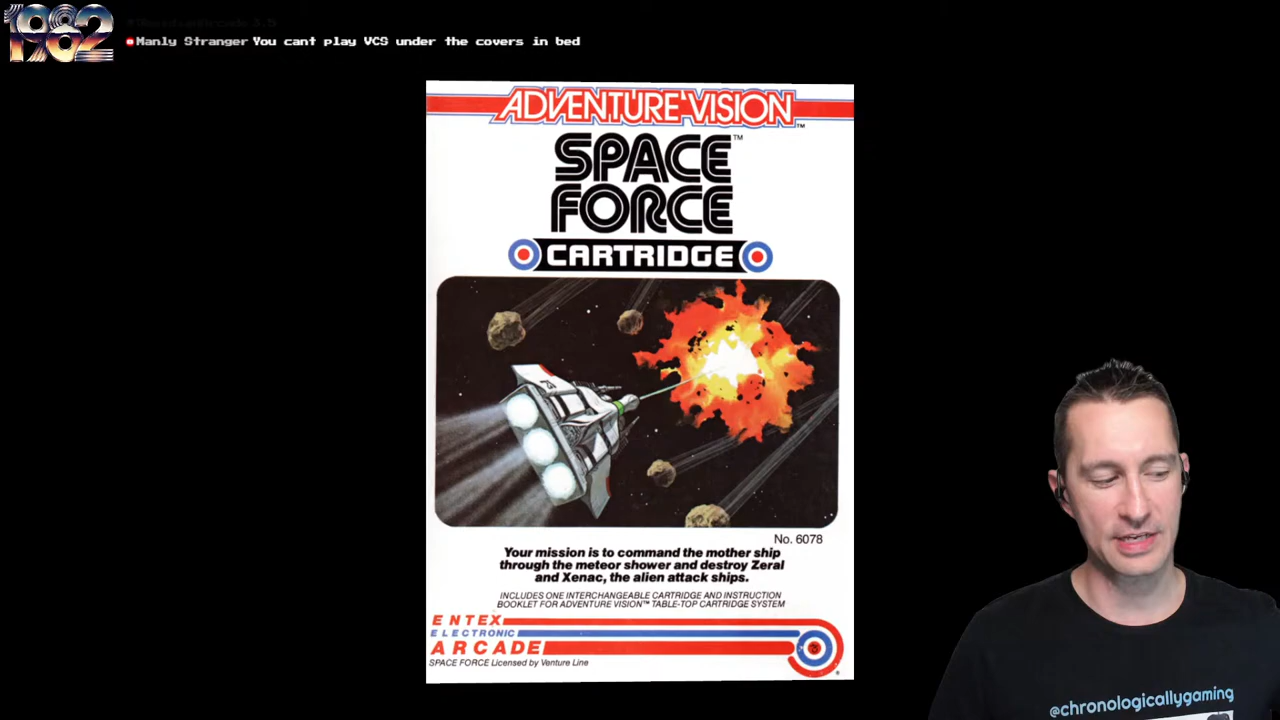 1982
Manly Stranger You cant play VCS under the covers in bed
ADVENTURE VISION™
SPACE™
FORCE
CARTRIDGE
No. 6078
Your mission is to command the mother ship
through the meteor shower and destroy Zeral
and Xenac, the alien attack ships.
INCLUDES ONE INTERCHANGEABLE CARTRIDGE AND INSTRUCTION
BOOKLET FOR ADVENTURE VISION™ TABLE-TOP CARTRIDGE SYSTEM
ENTEX
ELECTRONIC
ARCADE
SPACE FORCE Licensed by Venture Line
@chronologicallygaming